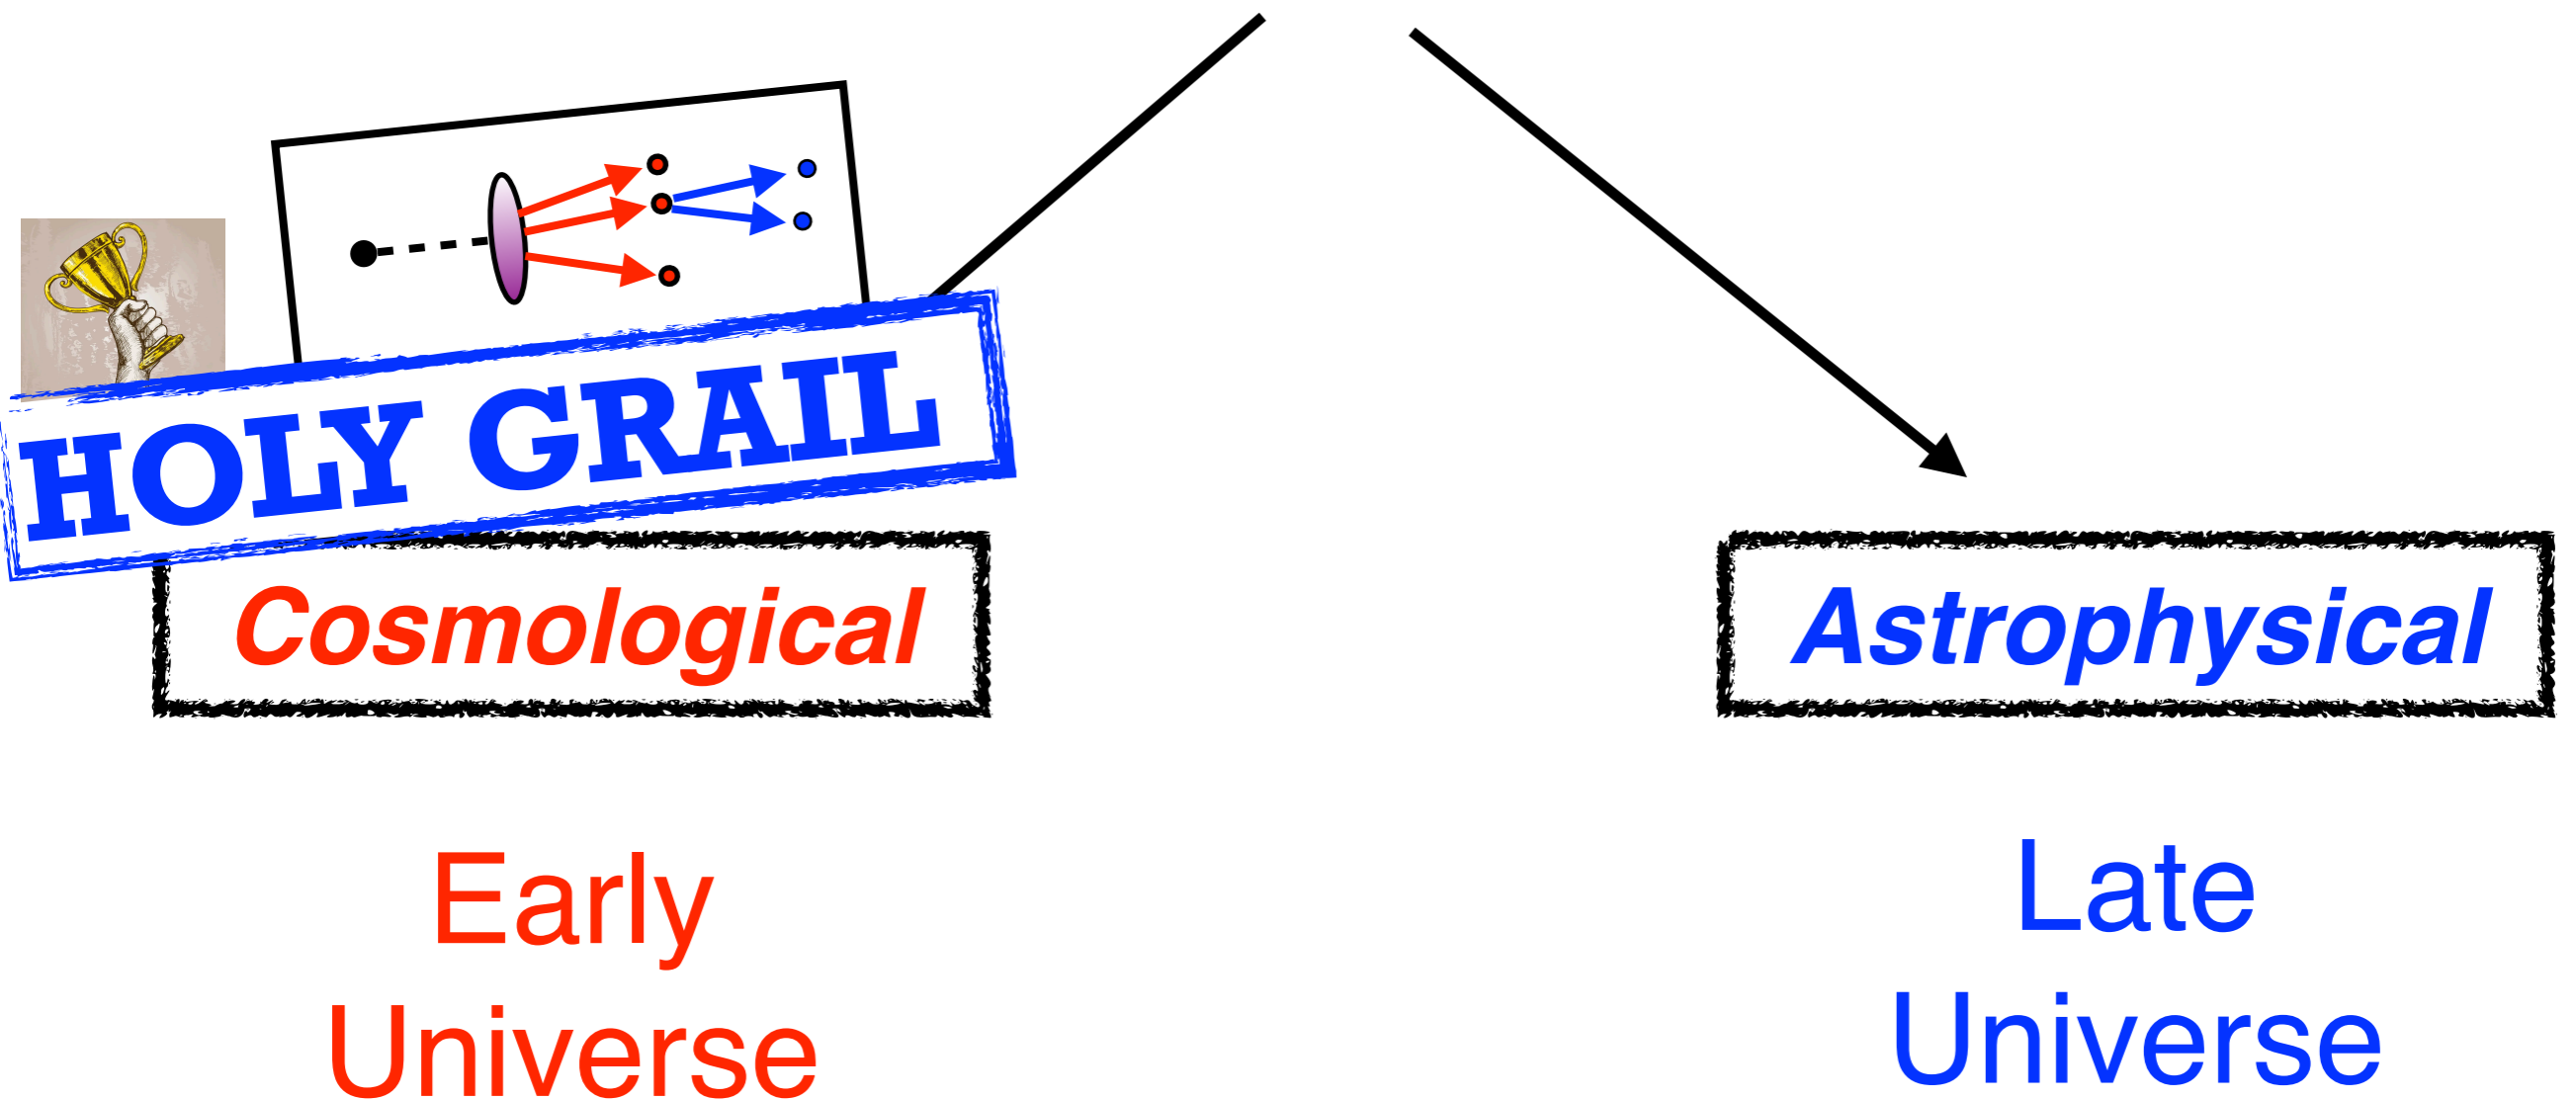 HOLY GRAIL
Cosmological
Astrophysical
Early
Universe
Late
Universe